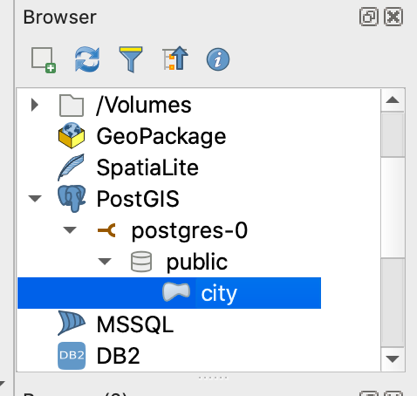 Browser
/Volumes
GeoPackage
SpatiaLite
PostGIS
postgres-0
public
city
MSSQL
DB2 DB2